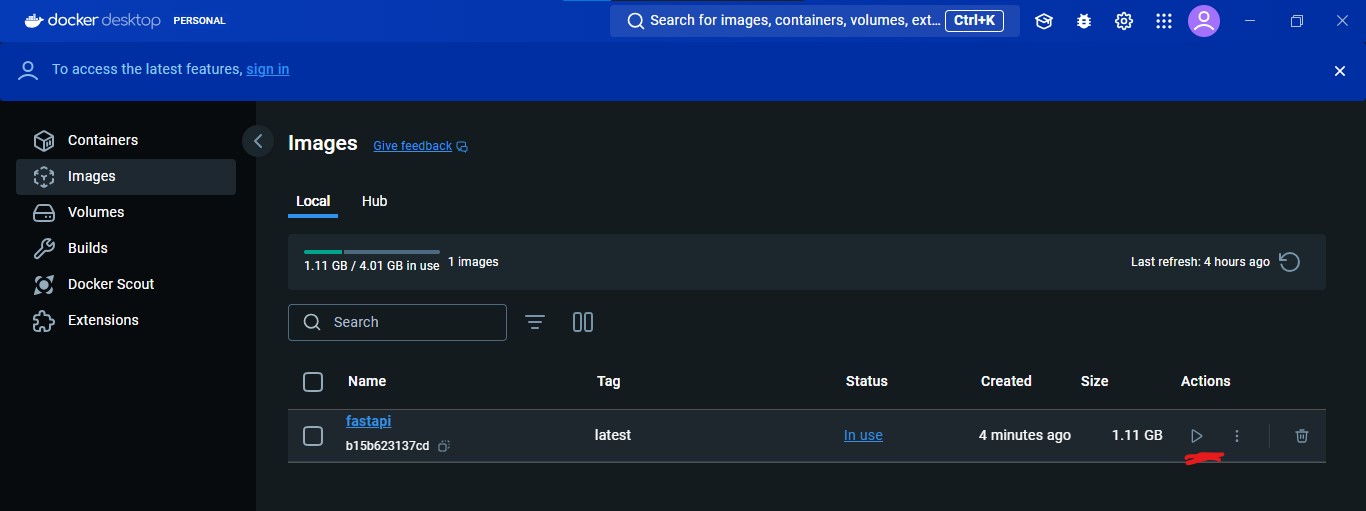 docker desktop PERSONAL
Search for images, containers, volumes, ext... Ctrl+K
To access the latest features, sign in
Containers
Images
Volumes
Builds
Docker Scout
Extensions
Images Give feedback
Local Hub
1.11 GB / 4.01 GB in use 1 images
Last refresh: 4 hours ago
Search
Name Tag Status Created Size Actions
fastapi
b15b623137cd
latest In use 4 minutes ago 1.11 GB